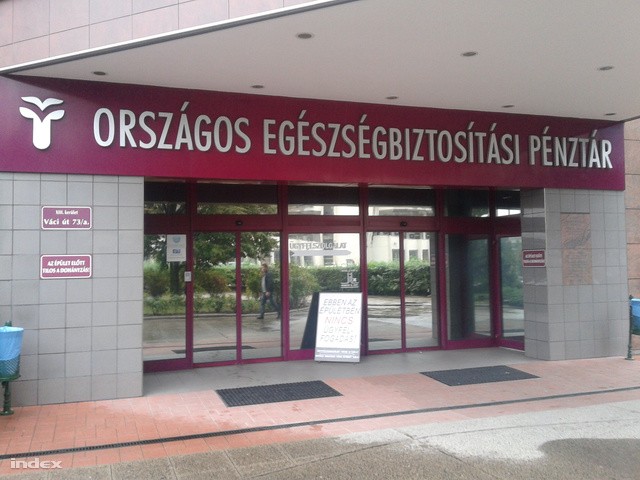 ORSZÁGOS EGÉSZSÉGBIZTOSÍTÁSI PÉNZTÁR
XIII. kerület
Váci út 73/a.
AZ ÉPÜLET ELŐTT
TILOS A DOHÁNYZÁS!
ÜGYFÉLSZOLGÁLAT
EBBEN AZ
ÉPÜLETBEN
NINCS
ÜGYFÉL-
FOGADÁS!
index